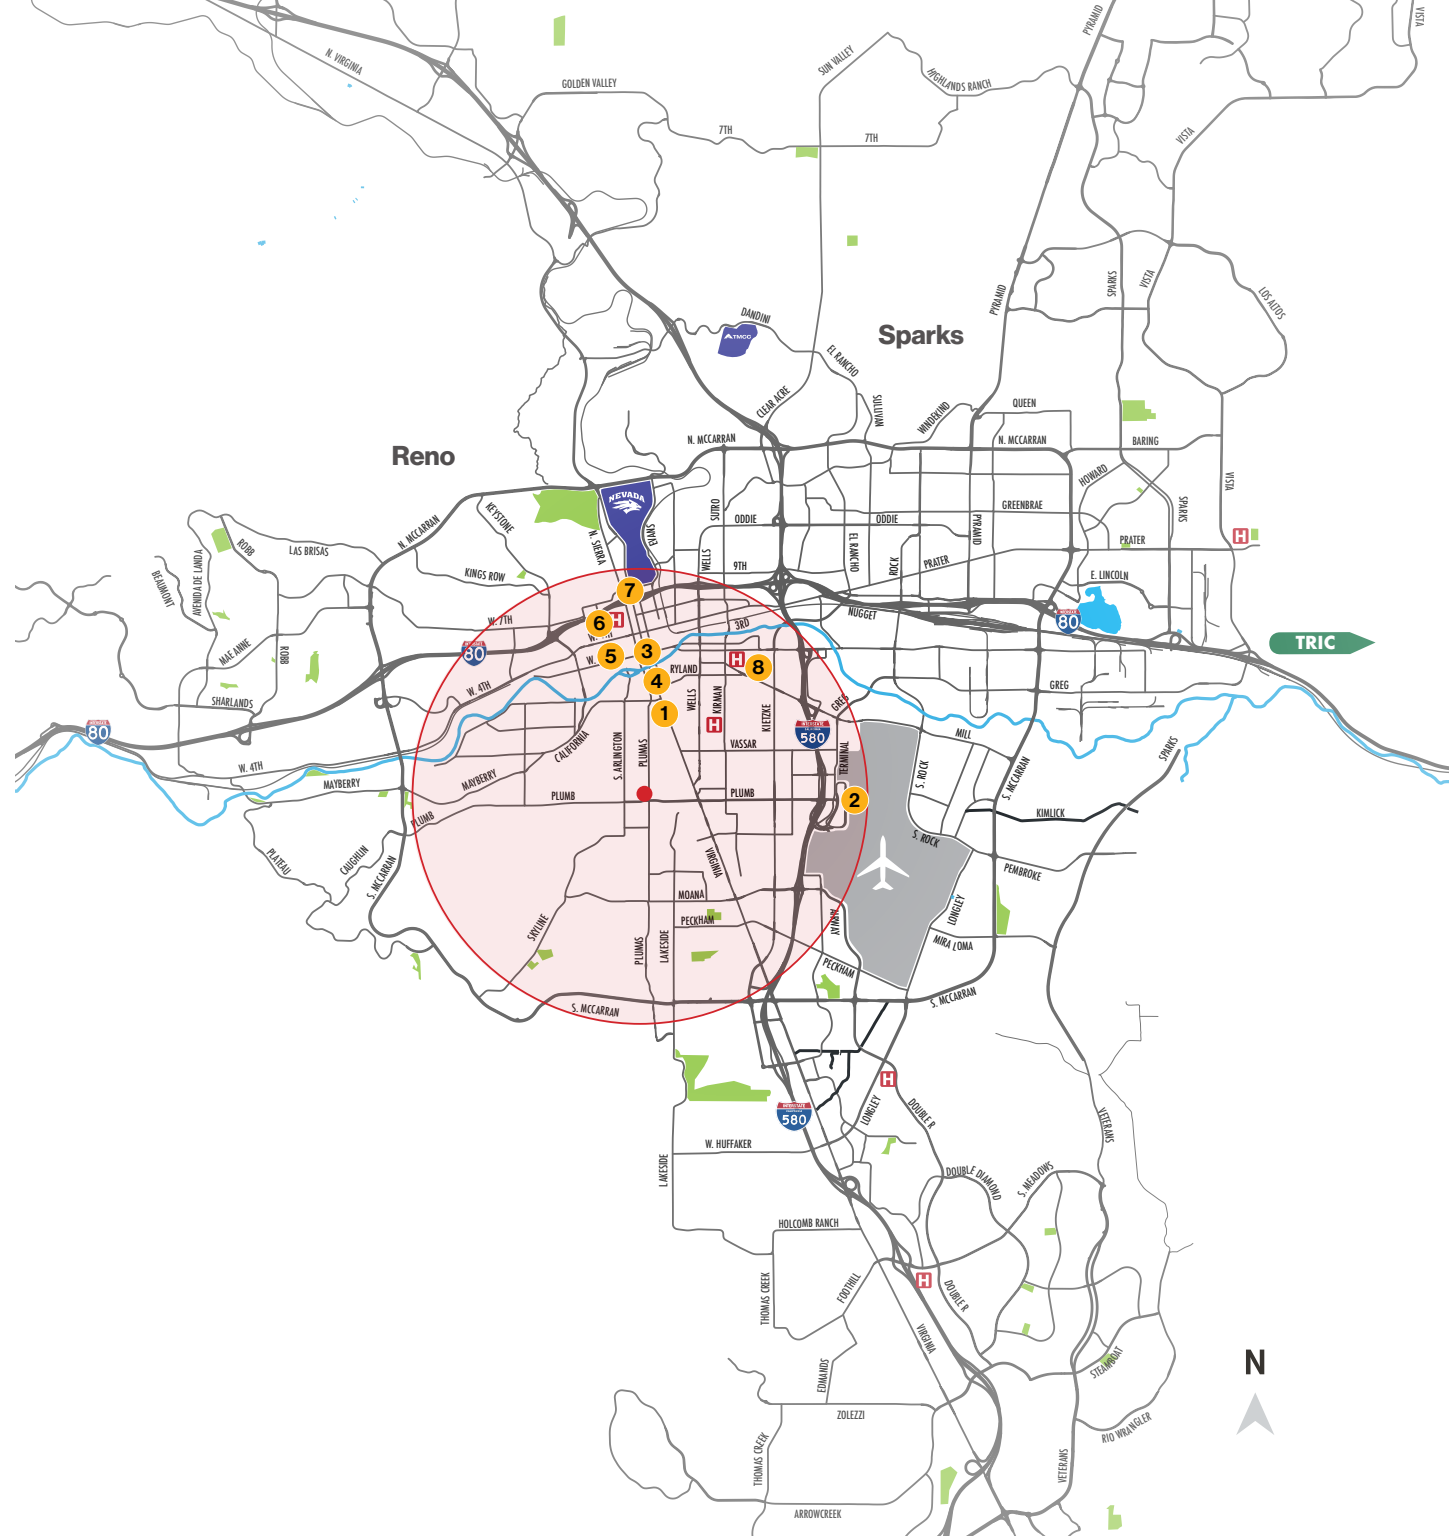 PYRAMID
VISTA
N. VIRGINIA
SUN VALLEY
HIGHLANDS RANCH
GOLDEN VALLEY
7TH
7TH
VISTA
SPARKS
VISTA
PYRAMID
LOS ALTOS
DANDINI
TMCC
Sparks
EL RANCHO
CLEAR ACRE
SULLIVAN
WINDEKIND
QUEEN
N. MCCARRAN
N. MCCARRAN
BARING
Reno
HOWARD
VISTA
NEVADA
KEYSTONE
SUTRO
GREENBRAE
SPARKS
N. MCCARRAN
N. SIERRA
EVANS
ODDIE
ODDIE
PYRAMID
H
ROBB
LAS BRISAS
AVENIDA DE LANDA
BEAUMONT
EL RANCHO
PRATER
WELLS
9TH
ROCK
PRATER
KINGS ROW
E. LINCOLN
7
NUGGET
80
W. 7TH
6
H
3RD
TRIC
MAE ANNE
ROBB
80
5
3
W.
H
8
RYLAND
4
W. 4TH
GREG
SHARLANDS
WELLS
KIRMAN
GREG
1
KLETZKE
H
80
INTERSTATE
580
MILL
CALIFORNIA
S. ARLINGTON
PLUMAS
VASSAR
TERMINAL
SPARKS
W. 4TH
S. ROCK
S. MCCARRAN
MAYBERRY
MAYBERRY
PLUMB
PLUMB
2
KIMLICK
PLUMB
S. ROCK
PLATEAU
CAUGHLIN
S. MCCARRAN
VIRGINIA
PEMBROKE
MOANA
SKYLINE
PECKHAM
AIRWAY
LONGLEY
PLUMAS
LAKESIDE
MIRA LOMA
PECKHAM
S. MCCARRAN
S. MCCARRAN
H
INTERSTATE
580
LONGLEY
DOUBLE R
VETERANS
W. HUFFAKER
LAKESIDE
DOUBLE DIAMOND
S. MEADOWS
HOLCOMB RANCH
H
THOMAS CREEK
FOOTHILL
DOUBLE R
VIRGINIA
STEAMBOAT
N
EDMANDS
ZOLEZZI
RIO WRANGLER
THOMAS CREEK
VETERANS
ARROWCREEK